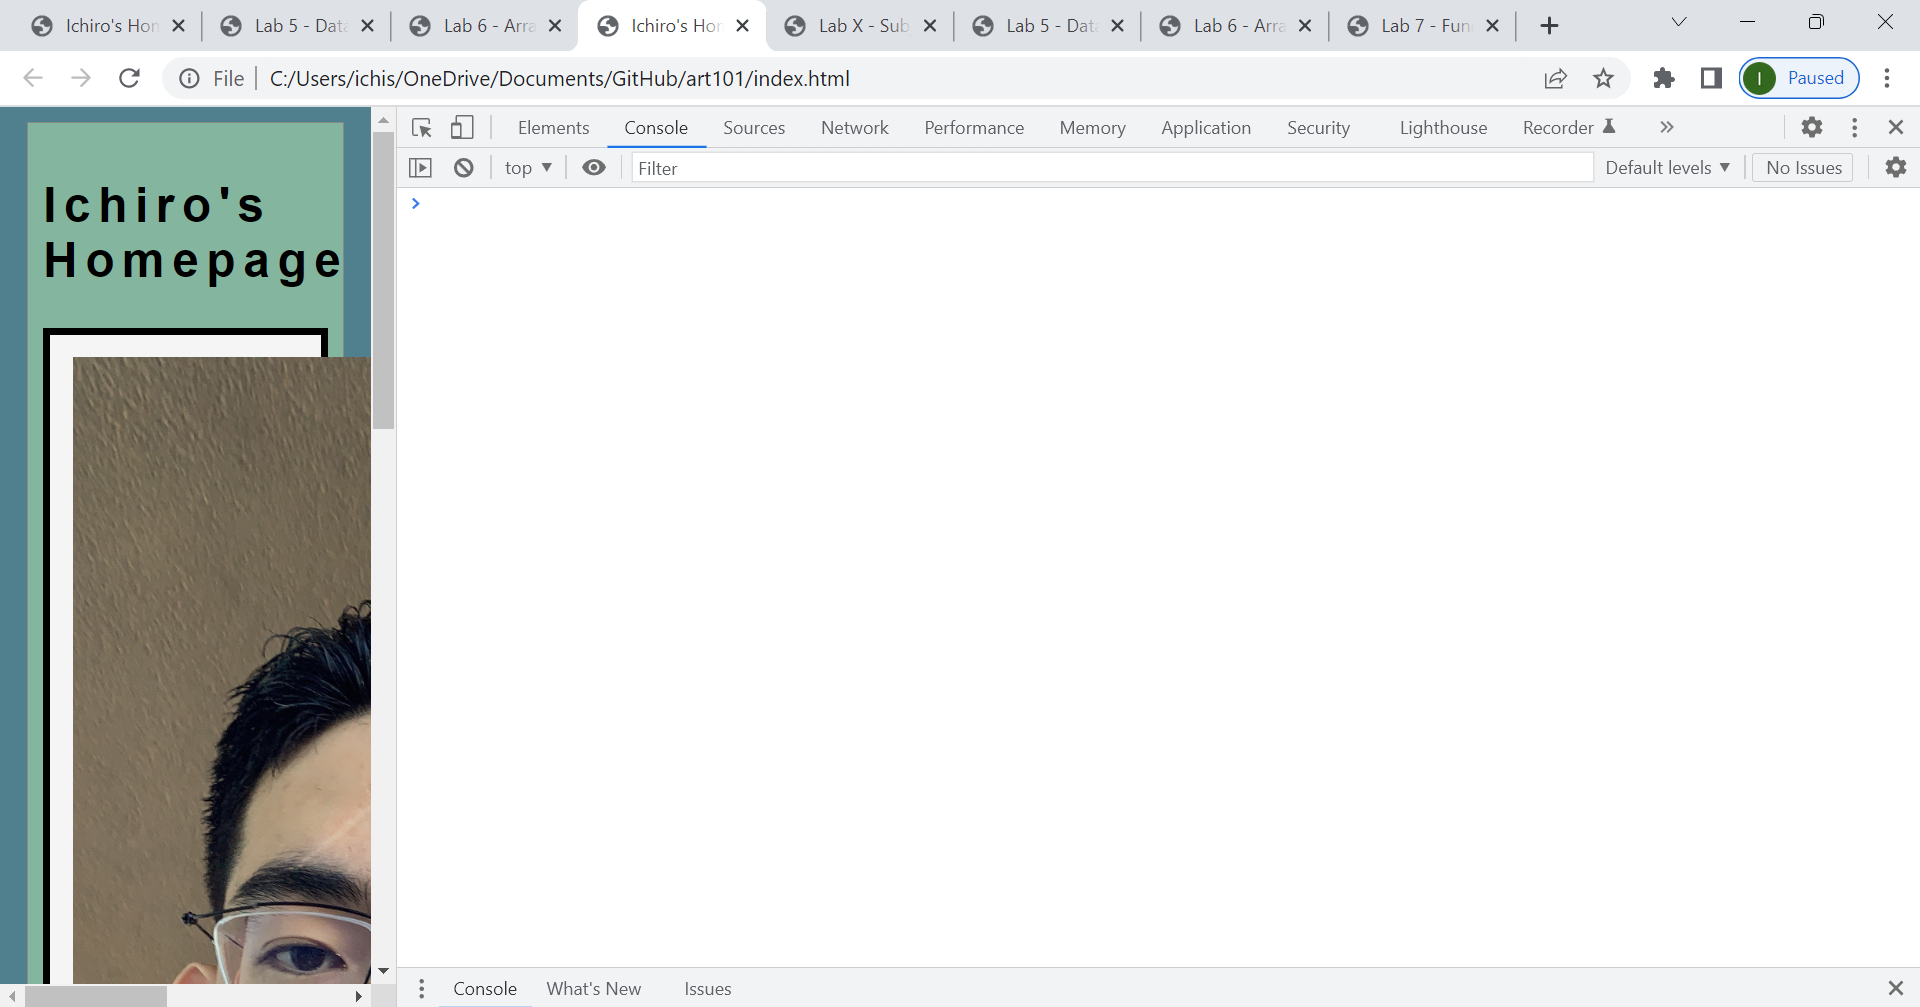 Ichiro's Hor
Lab 5 - Data
Lab 6 - Arra
Ichiro's Hor
Lab X - Sub
Lab 5 - Data
Lab 6 - Arra
Lab 7 - Fun
File
C:/Users/ichis/OneDrive/Documents/GitHub/art101/index.html
I
Paused
Elements
Console
Sources
Network
Performance
Memory
Application
Security
Lighthouse
Recorder
top
Filter
Default levels
No Issues
Ichiro's
Homepage
Console
What's New
Issues